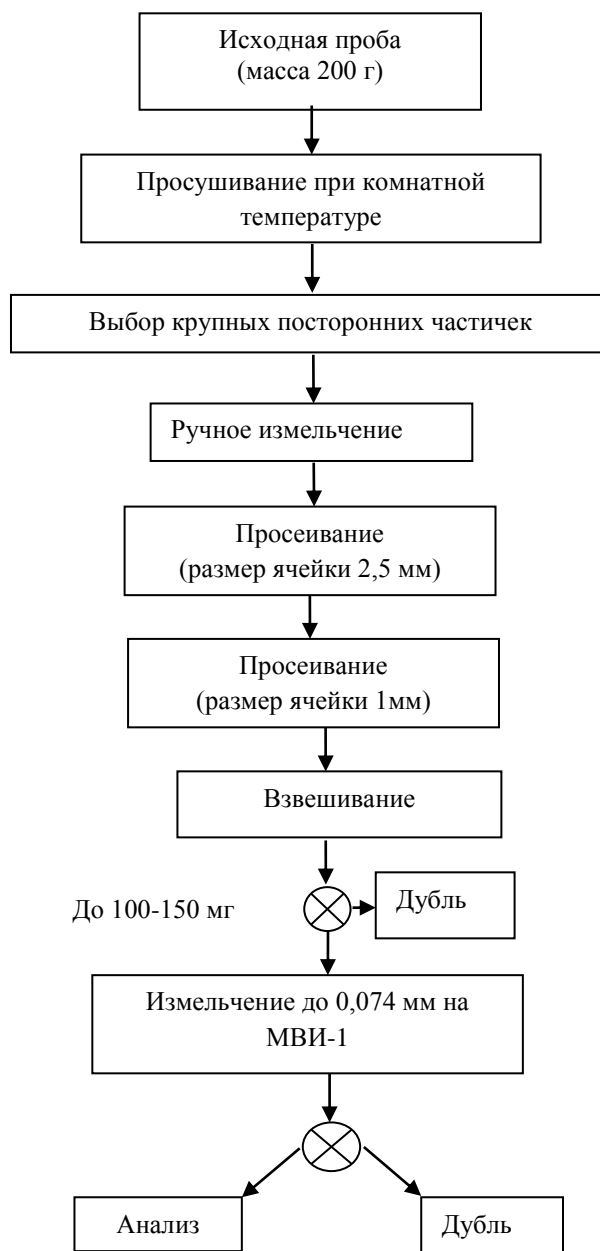 Исходная проба
(масса 200 г)
Просушивание при комнатной
температуре
Выбор крупных посторонних частичек
Ручное измельчение
Просеивание
(размер ячейки 2,5 мм)
Просеивание
(размер ячейки 1мм)
Взвешивание
До 100-150 мг
Дубль
Измельчение до 0,074 мм на
МВИ-1
Анализ
Дубль